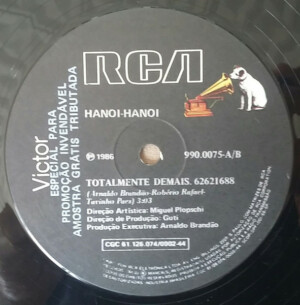 RCA
Victor
ESPECIAL PARA
PROMOÇÃO INVENDÁVEL
AMOSTRA GRÁTIS TRIBUTADA
HANOI-HANOI
℗ 1986
990.0075-A/B
TOTALMENTE DEMAIS. 62621688
(Arnaldo Brandão-Robério Rafael-
Tavinho Paes) 3:03
Direção Artística: Miguel Plopschi
Direção de Produção: Guti
Produção Executiva: Arnaldo Brandão
CGC 61 125.074/0002-44